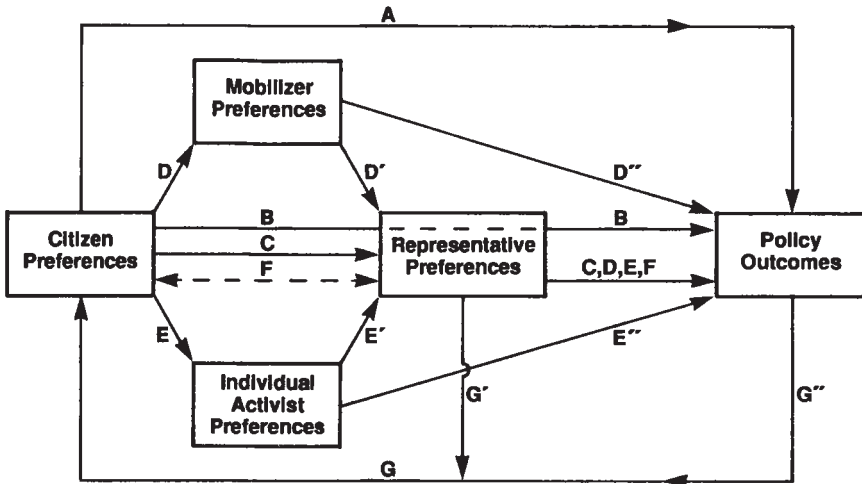 A
Mobilizer
Preferences
D
D′
D″
B
B
Citizen
Preferences
C
Representative
Preferences
Policy
Outcomes
F
C,D,E,F
E
E′
E″
Individual
Activist
Preferences
G′
G″
G